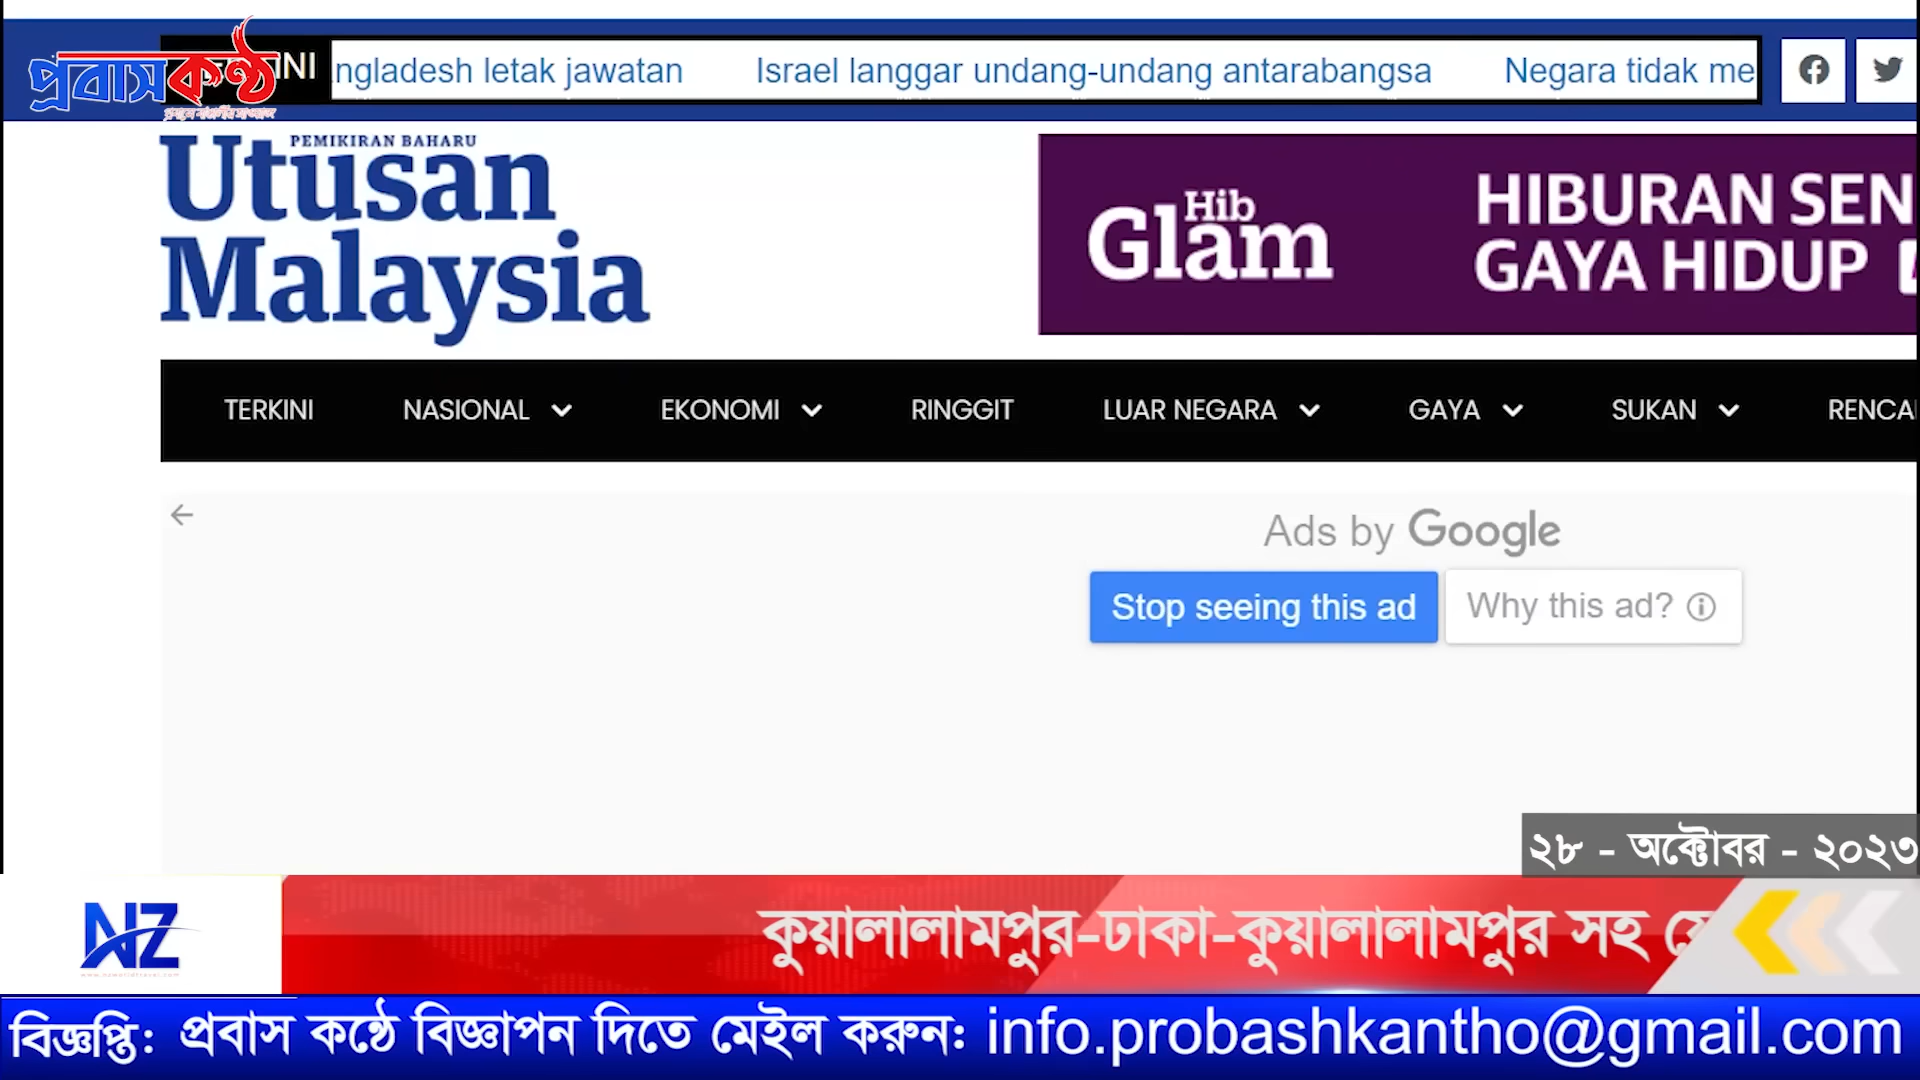 প্রবাস কণ্ঠ
INI
ngladesh letak jawatan
Israel langgar undang-undang antarabangsa
Negara tidak me
PEMIKIRAN BAHARU
Utusan
Malaysia
Hib
Glam
HIBURAN SEN
GAYA HIDUP
TERKINI
NASIONAL
EKONOMI
RINGGIT
LUAR NEGARA
GAYA
SUKAN
RENCA
Ads by Google
Stop seeing this ad
Why this ad?
২৮ - অক্টোবর - ২০২৩
NZ
কুয়ালালামপুর-ঢাকা-কুয়ালালামপুর সহ যে
বিজ্ঞপ্তি: প্রবাস কন্ঠে বিজ্ঞাপন দিতে মেইল করুন: info.probashkantho@gmail.com